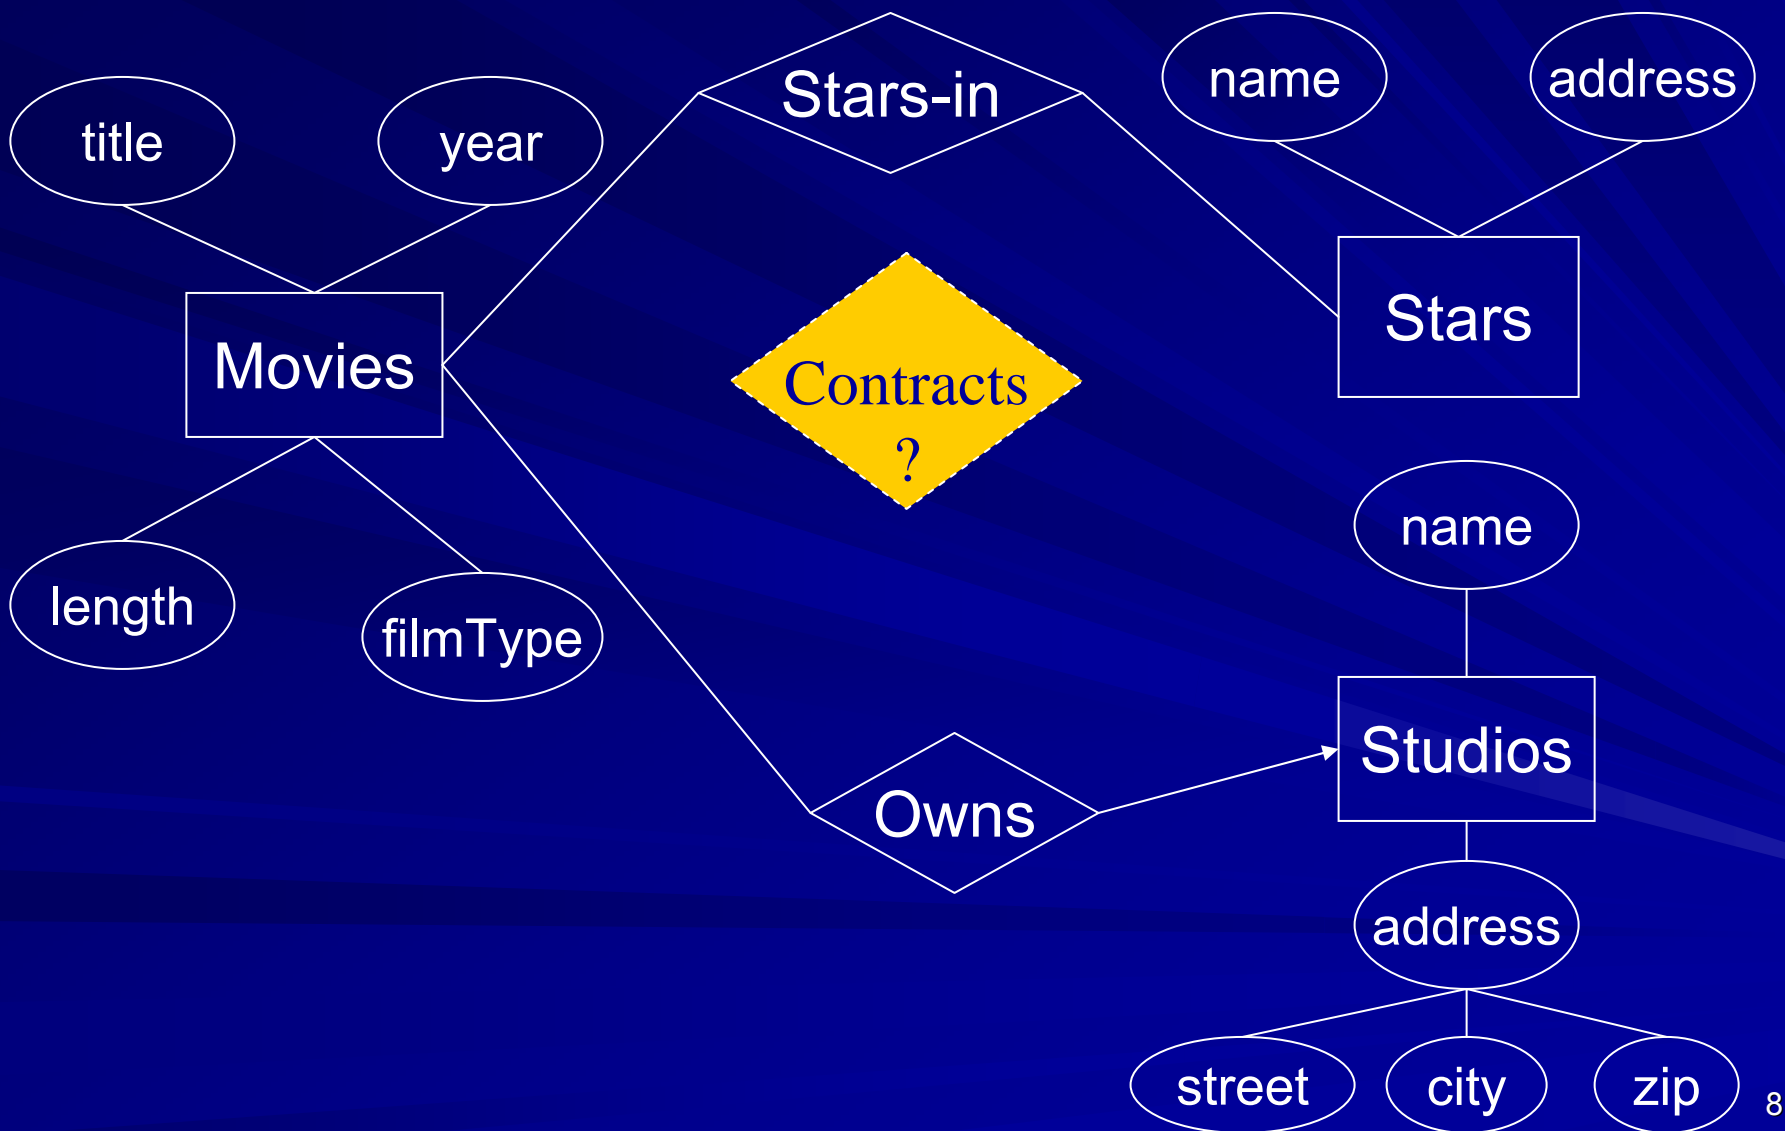 Stars-in
name
address
title
year
Stars
Movies
Contracts
?
name
length
filmType
Studios
Owns
address
street
city
zip
8